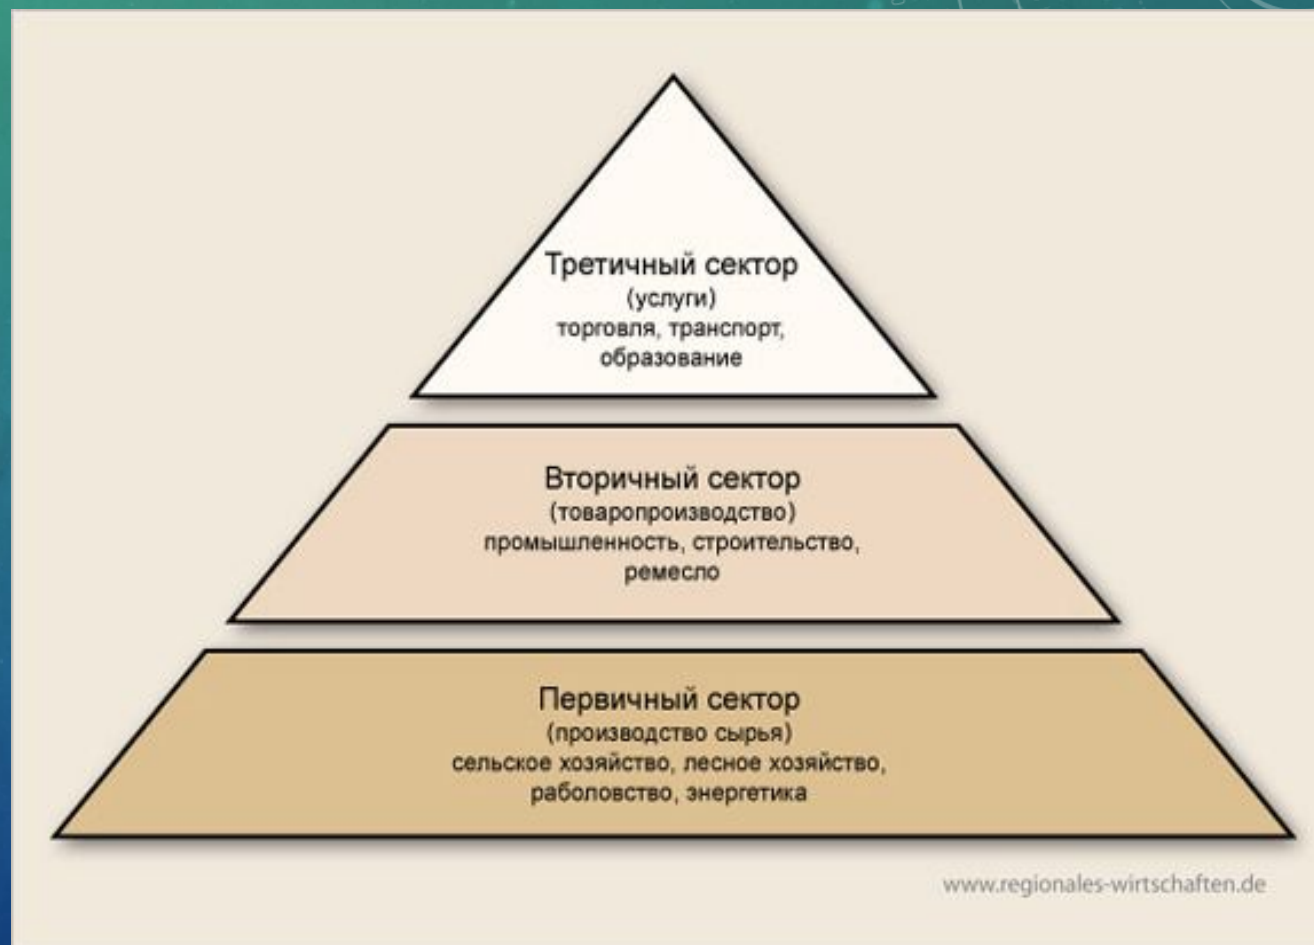 Третичный сектор
(услуги)
торговля, транспорт,
образование
Вторичный сектор
(товаропроизводство)
промышленность, строительство,
ремесло
Первичный сектор
(производство сырья)
сельское хозяйство, лесное хозяйство,
раболовство, энергетика
www.regionales-wirtschaften.de